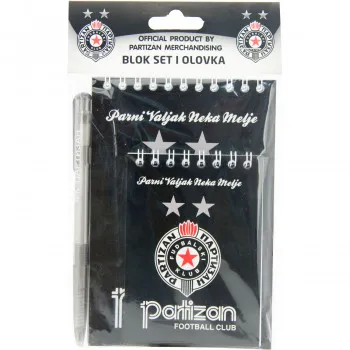 OFFICIAL PRODUCT BY
PARTIZAN MERCHANDISING
BLOK SET I OLOVKA
Parni Valjak Neka Melje
Parni Valjak Neka Melje
PARTIZAN ПАРТИЗАН
FUDBALSKI
KLUB
partizan
FOOTBALL CLUB